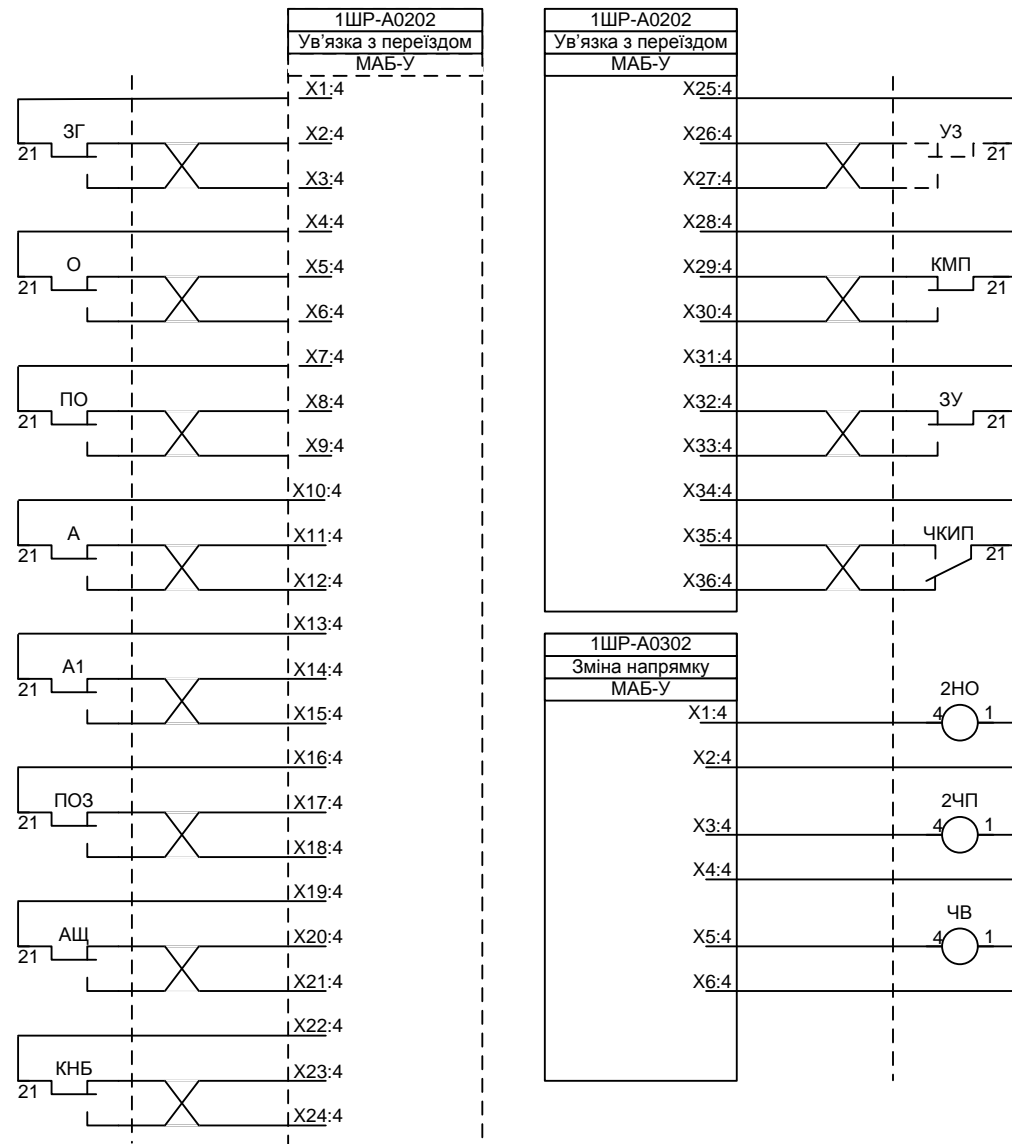 1ШР-А0202
Ув’язка з переїздом
МАБ-У
X1:4
ЗГ
21
X2:4
X3:4
X4:4
О
21
X5:4
X6:4
X7:4
ПО
21
X8:4
X9:4
X10:4
А
21
X11:4
X12:4
X13:4
А1
21
X14:4
X15:4
X16:4
ПОЗ
21
X17:4
X18:4
X19:4
АЩ
21
X20:4
X21:4
X22:4
КНБ
21
X23:4
X24:4
1ШР-А0202
Ув’язка з переїздом
МАБ-У
X25:4
X26:4
УЗ
21
X27:4
X28:4
X29:4
КМП
21
X30:4
X31:4
X32:4
ЗУ
21
X33:4
X34:4
X35:4
ЧКИП
21
X36:4
1ШР-А0302
Зміна напрямку
МАБ-У
X1:4
2НО
4 1
X2:4
X3:4
2ЧП
4 1
X4:4
X5:4
ЧВ
4 1
X6:4